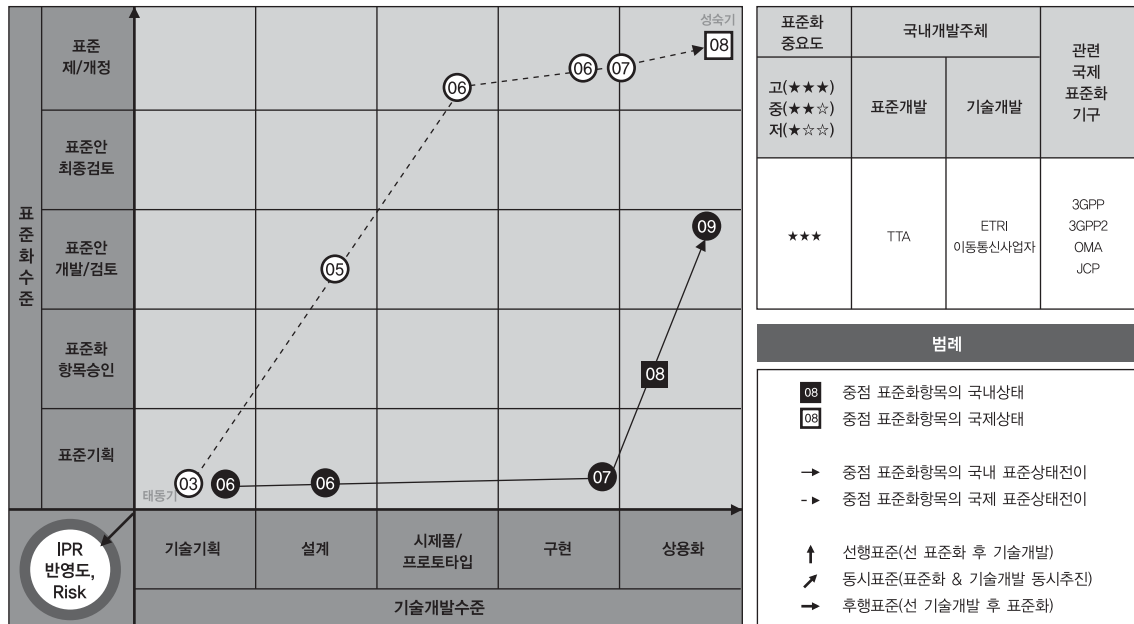 성숙기
표준
제/개정
08
06
07
06
표준안
최종검토
표준화수준
표준안
개발/검토
09
05
표준화
항목승인
08
표준기획
03
06
06
07
태동기
IPR
반영도,
Risk
기술기획
설계
시제품/
프로토타입
구현
상용화
기술개발수준
표준화
중요도
국내개발주체
관련
국제
표준화
기구
고(★★★)
중(★★☆)
저(★☆☆)
표준개발
기술개발
★★★
TTA
ETRI
이동통신사업자
3GPP
3GPP2
OMA
JCP
범례
08 중점 표준화항목의 국내상태
08 중점 표준화항목의 국제상태
→ 중점 표준화항목의 국내 표준상태전이
- ▸ 중점 표준화항목의 국제 표준상태전이
↑ 선행표준(선 표준화 후 기술개발)
↗ 동시표준(표준화 & 기술개발 동시추진)
→ 후행표준(선 기술개발 후 표준화)